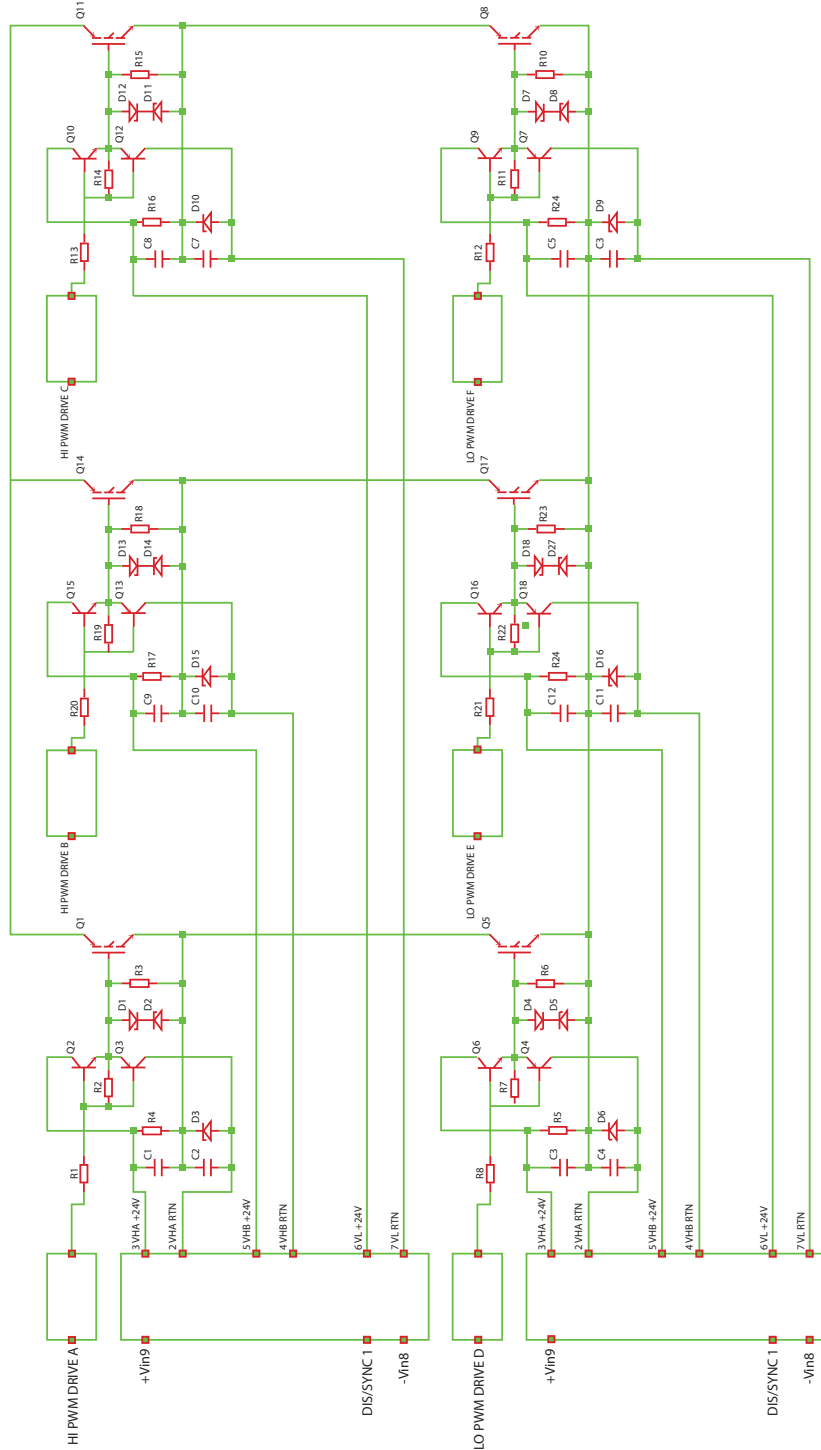 HI PWM DRIVE A
R1
Q2
R2
Q3
D1
D2
R3
Q1
R4
C1
C2
D3
+Vin9
DIS/SYNC 1
-Vin8
3 VHA +24V
2 VHA RTN
5 VHB +24V
4 VHB RTN
6 VL +24V
7 VL RTN
HI PWM DRIVE B
R20
Q15
R19
Q13
D13
D14
R18
Q14
R17
C9
C10
D15
HI PWM DRIVE C
R13
Q10
R14
Q12
D12
D11
R15
Q11
R16
C8
C7
D10
LO PWM DRIVE D
R8
Q6
R7
Q4
D4
D5
R6
Q5
R5
C3
C4
D6
+Vin9
DIS/SYNC 1
-Vin8
3 VHA +24V
2 VHA RTN
5 VHB +24V
4 VHB RTN
6 VL +24V
7 VL RTN
LO PWM DRIVE E
R21
Q16
R22
Q18
D18
D27
R23
Q17
R24
C12
C11
D16
LO PWM DRIVE F
R12
Q9
R11
Q7
D7
D8
R10
Q8
R24
C5
C3
D9